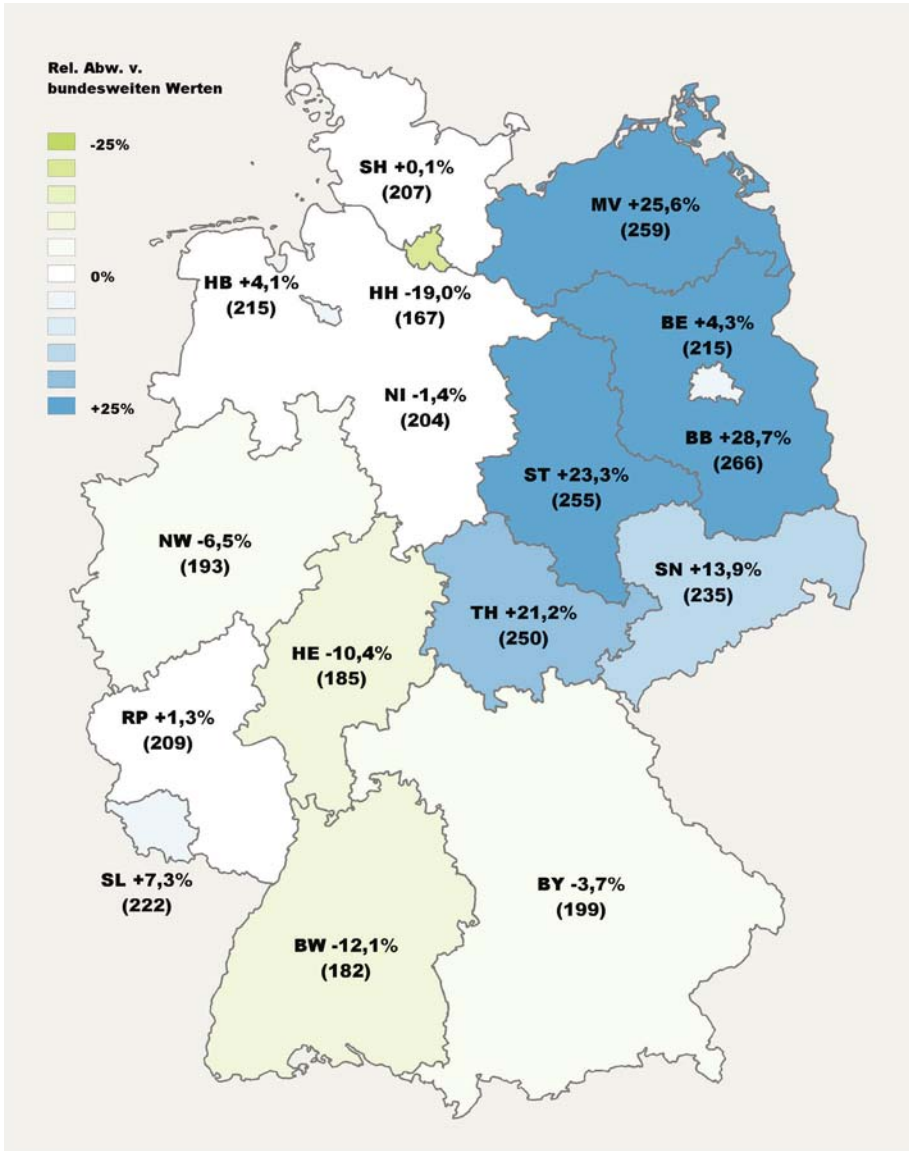 Rel. Abw. v.
bundesweiten Werten
-25%
0%
+25%
SH +0,1%
(207)
MV +25,6%
(259)
HB +4,1%
(215)
HH -19,0%
(167)
BE +4,3%
(215)
NI -1,4%
(204)
BB +28,7%
(266)
ST +23,3%
(255)
NW -6,5%
(193)
SN +13,9%
(235)
TH +21,2%
(250)
HE -10,4%
(185)
RP +1,3%
(209)
SL +7,3%
(222)
BY -3,7%
(199)
BW -12,1%
(182)